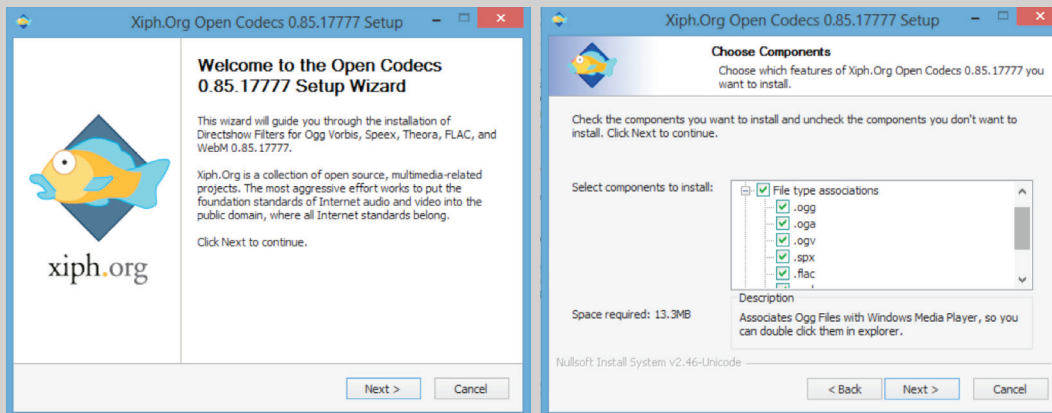 Xiph.Org Open Codecs 0.85.17777 Setup
Welcome to the Open Codecs
0.85.17777 Setup Wizard
This wizard will guide you through the installation of
Directshow Filters for Ogg Vorbis, Speex, Theora, FLAC, and
WebM 0.85.17777.
Xiph.Org is a collection of open source, multimedia-related
projects. The most aggressive effort works to put the
foundation standards of Internet audio and video into the
public domain, where all Internet standards belong.
Click Next to continue.
xiph.org
Next >
Cancel
Xiph.Org Open Codecs 0.85.17777 Setup
Choose Components
Choose which features of Xiph.Org Open Codecs 0.85.17777 you
want to install.
Check the components you want to install and uncheck the components you don't want to
install. Click Next to continue.
Select components to install:
File type associations
.ogg
.oga
.ogv
.spx
.flac
Space required: 13.3MB
Description
Associates Ogg Files with Windows Media Player, so you
can double click them in explorer.
Nullsoft Install System v2.46-Unicode
< Back
Next >
Cancel